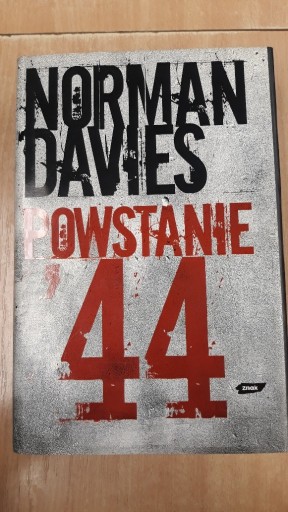 NORMAN
DAVIES
POWSTANIE
'44
znak